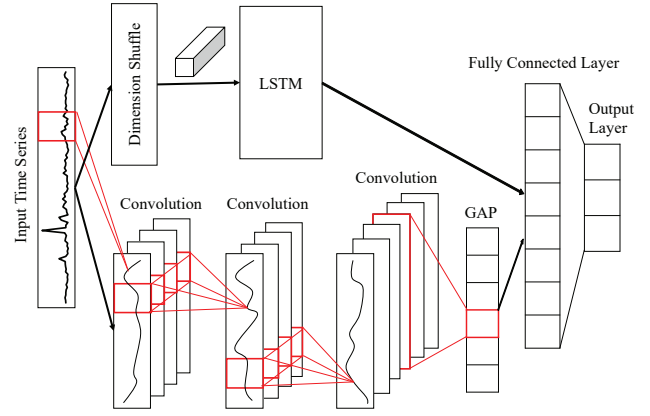 Input Time Series
Dimension Shuffle
LSTM
Fully Connected Layer
Output
Layer
Convolution
Convolution
Convolution
GAP